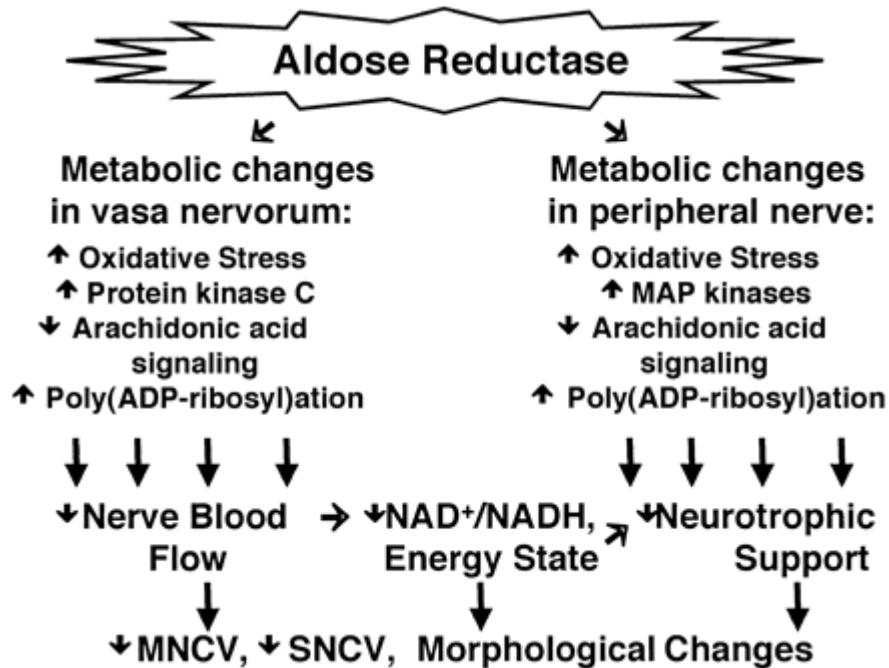 Aldose Reductase
Metabolic changes
in vasa nervorum:
↑ Oxidative Stress
↑ Protein kinase C
↓ Arachidonic acid
signaling
↑ Poly(ADP-ribosyl)ation
Metabolic changes
in peripheral nerve:
↑ Oxidative Stress
↑ MAP kinases
↓ Arachidonic acid
signaling
↑ Poly(ADP-ribosyl)ation
↓Nerve Blood
Flow
→ ↓NAD⁺/NADH,
Energy State
↓Neurotrophic
Support
↓MNCV, ↓ SNCV, Morphological Changes